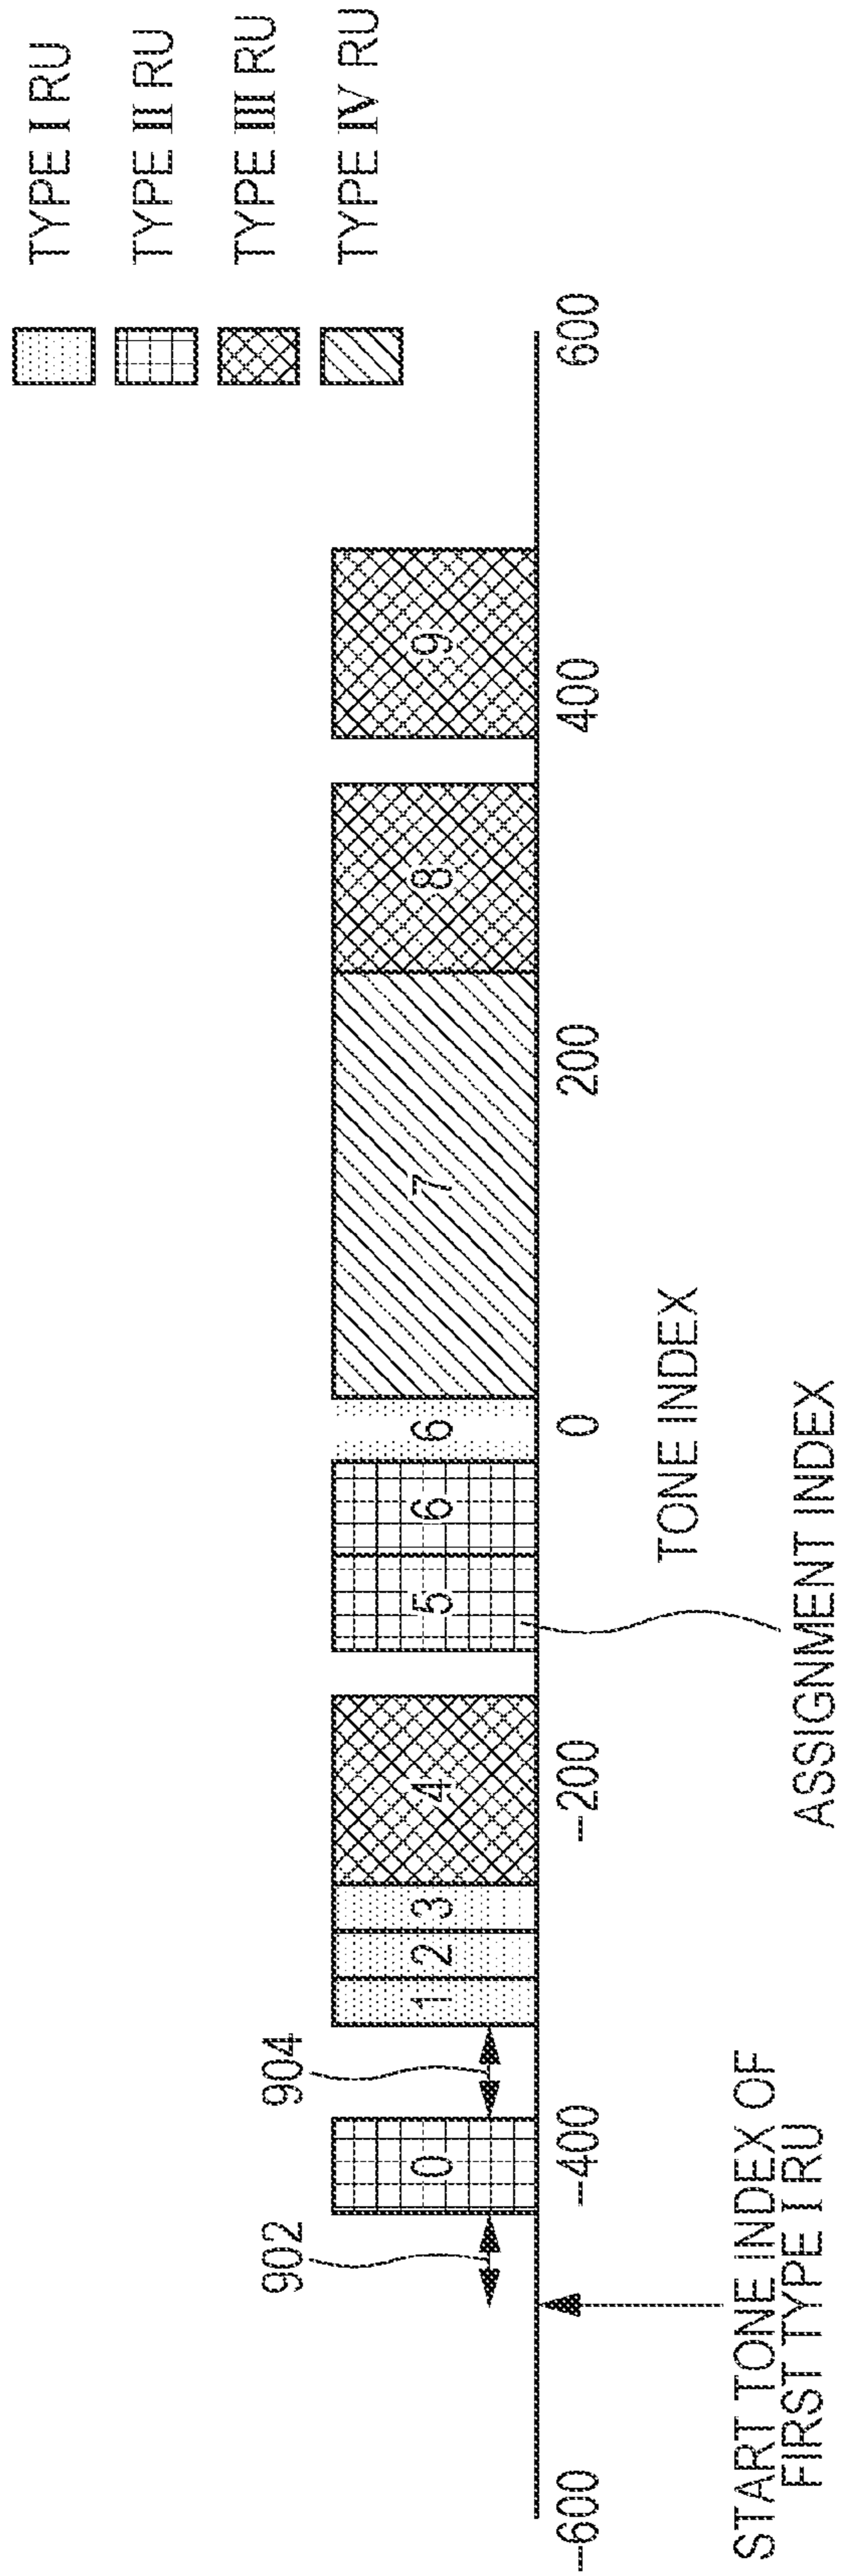 TYPE I RU
TYPE II RU
TYPE III RU
TYPE IV RU
902
904
0
1
2
3
4
5
6
6
7
8
9
--600
--400
--200
0
200
400
600
TONE INDEX
START TONE INDEX OF
FIRST TYPE I RU
ASSIGNMENT INDEX